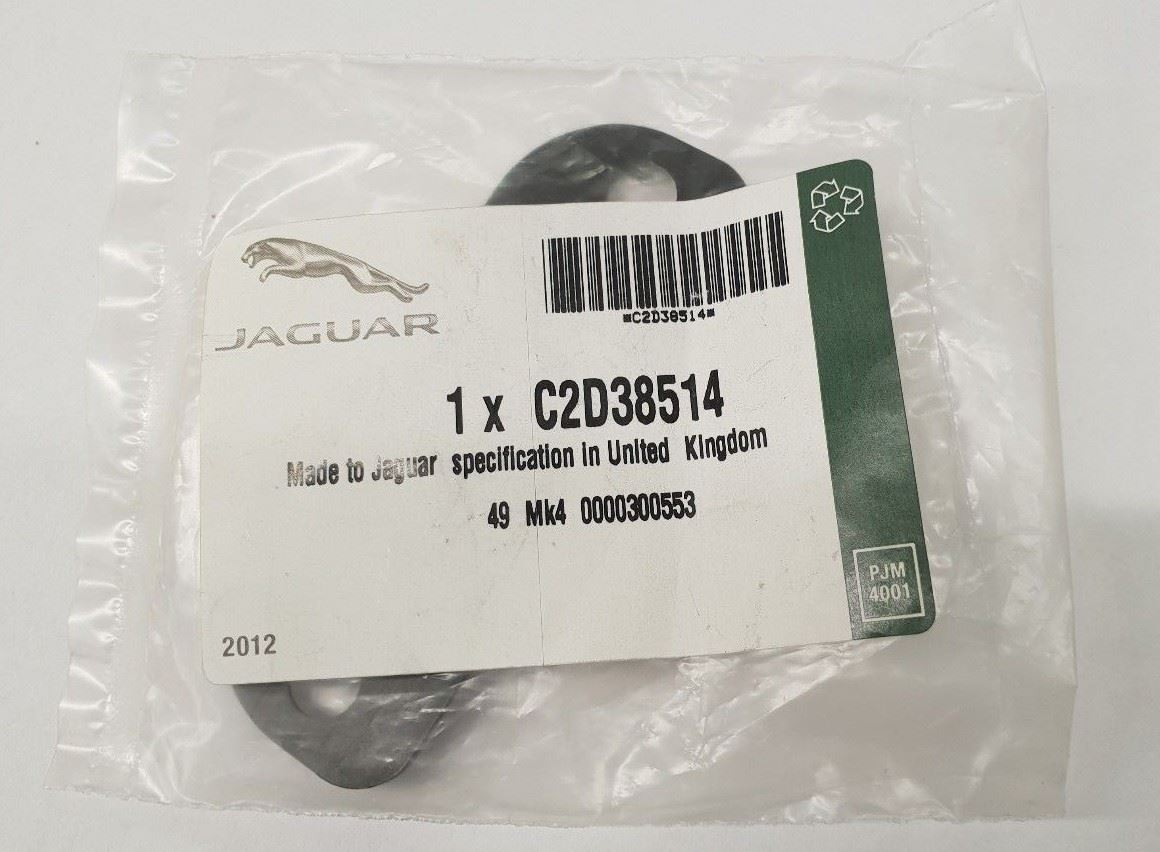 JAGUAR
*C2D38514*
1 x C2D38514
Made to Jaguar specification in United Kingdom
49 Mk4 0000300553
PJM
4001
2012